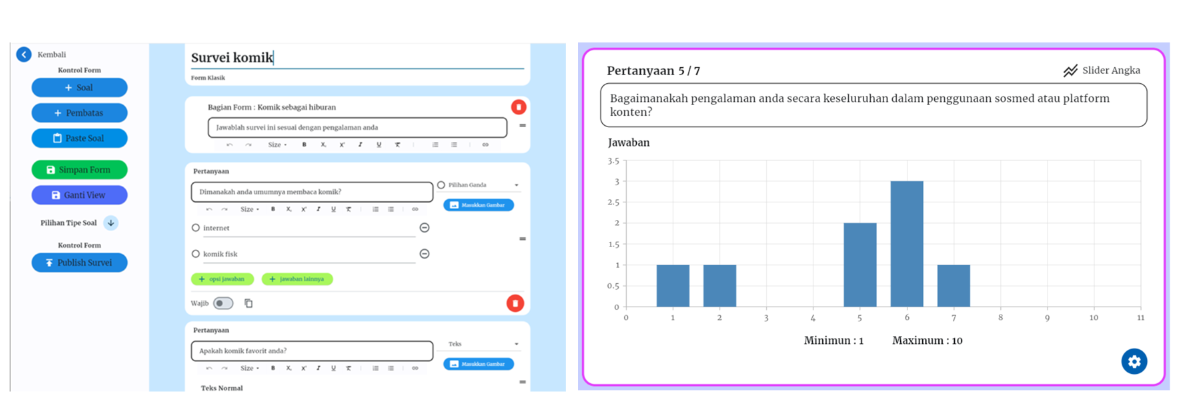 Kembali
Kontrol Form
+ Soal
+ Pembatas
Paste Soal
Simpan Form
Ganti View
Pilihan Tipe Soal
Kontrol Form
Publish Survei
Survei komik
Form Klasik
Bagian Form : Komik sebagai hiburan
Jawablah survei ini sesuai dengan pengalaman anda
Size
Pertanyaan
Dimanakah anda umumnya membaca komik?
Pilihan Ganda
Masukkan Gambar
Size
internet
komik fisk
+ opsi jawaban + jawaban lainnya
Wajib
Pertanyaan
Apakah komik favorit anda?
Teks
Masukkan Gambar
Size
Teks Normal
Pertanyaan 5 / 7
Slider Angka
Bagaimanakah pengalaman anda secara keseluruhan dalam penggunaan sosmed atau platform
konten?
Jawaban
3.5
3
2.5
2
1.5
1
0.5
0
0 1 2 3 4 5 6 7 8 9 10 11
Minimun : 1 Maximum : 10